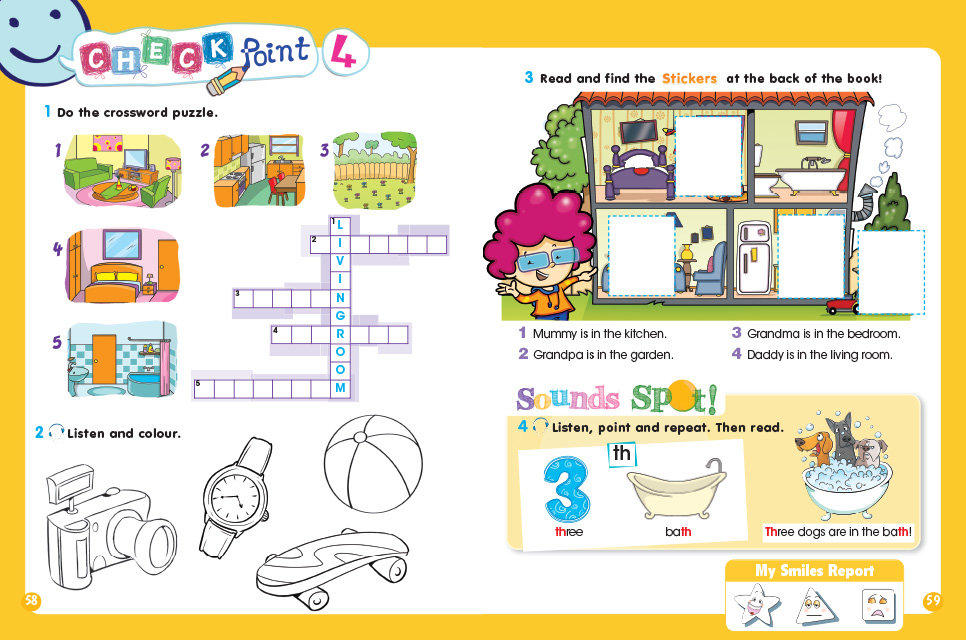 CHECK Point 4
1 Do the crossword puzzle.
1
2
3
4
5
1
L
2
I
V
I
3
N
G
4
R
O
O
5
M
2 Listen and colour.
58
3 Read and find the Stickers at the back of the book!
1 Mummy is in the kitchen.
2 Grandpa is in the garden.
3 Grandma is in the bedroom.
4 Daddy is in the living room.
Sounds Spot!
4 Listen, point and repeat. Then read.
th
3
three
bath
Three dogs are in the bath!
My Smiles Report
59